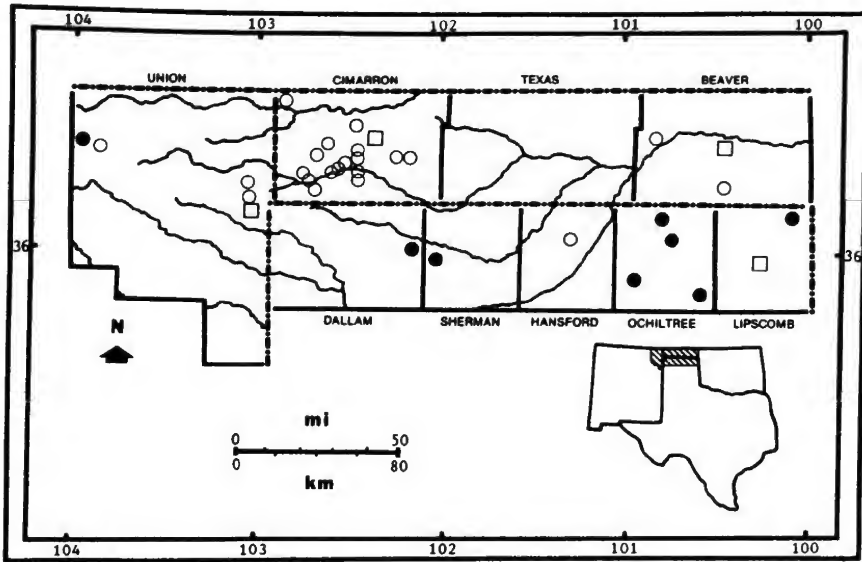 104 103 102 101 100
UNION CIMARRON TEXAS BEAVER
36 36
DALLAM SHERMAN HANSFORD OCHILTREE LIPSCOMB
N
mi
0 50
0 80
km
104 103 102 101 100